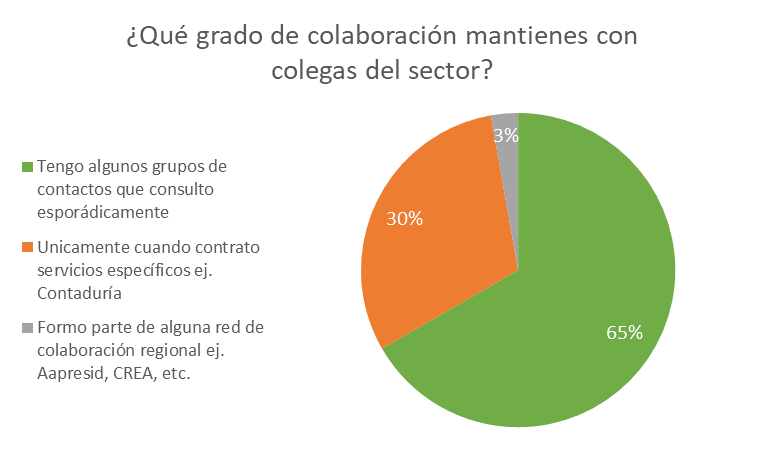 ¿Qué grado de colaboración mantienes con
colegas del sector?
Tengo algunos grupos de
contactos que consulto
esporádicamente
Unicamente cuando contrato
servicios específicos ej.
Contaduría
Formo parte de alguna red de
colaboración regional ej.
Aapresid, CREA, etc.
3%
30%
65%